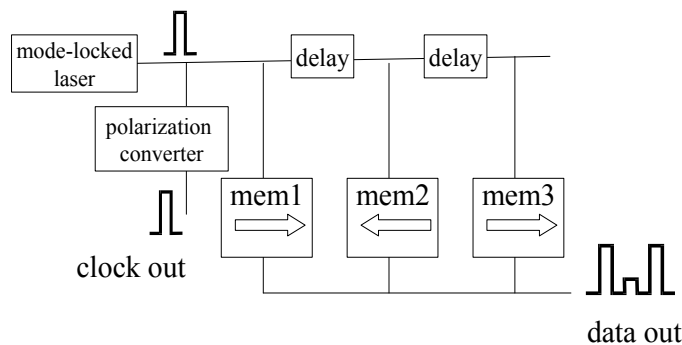 mode-locked
laser
delay
delay
polarization
converter
mem1
mem2
mem3
clock out
data out